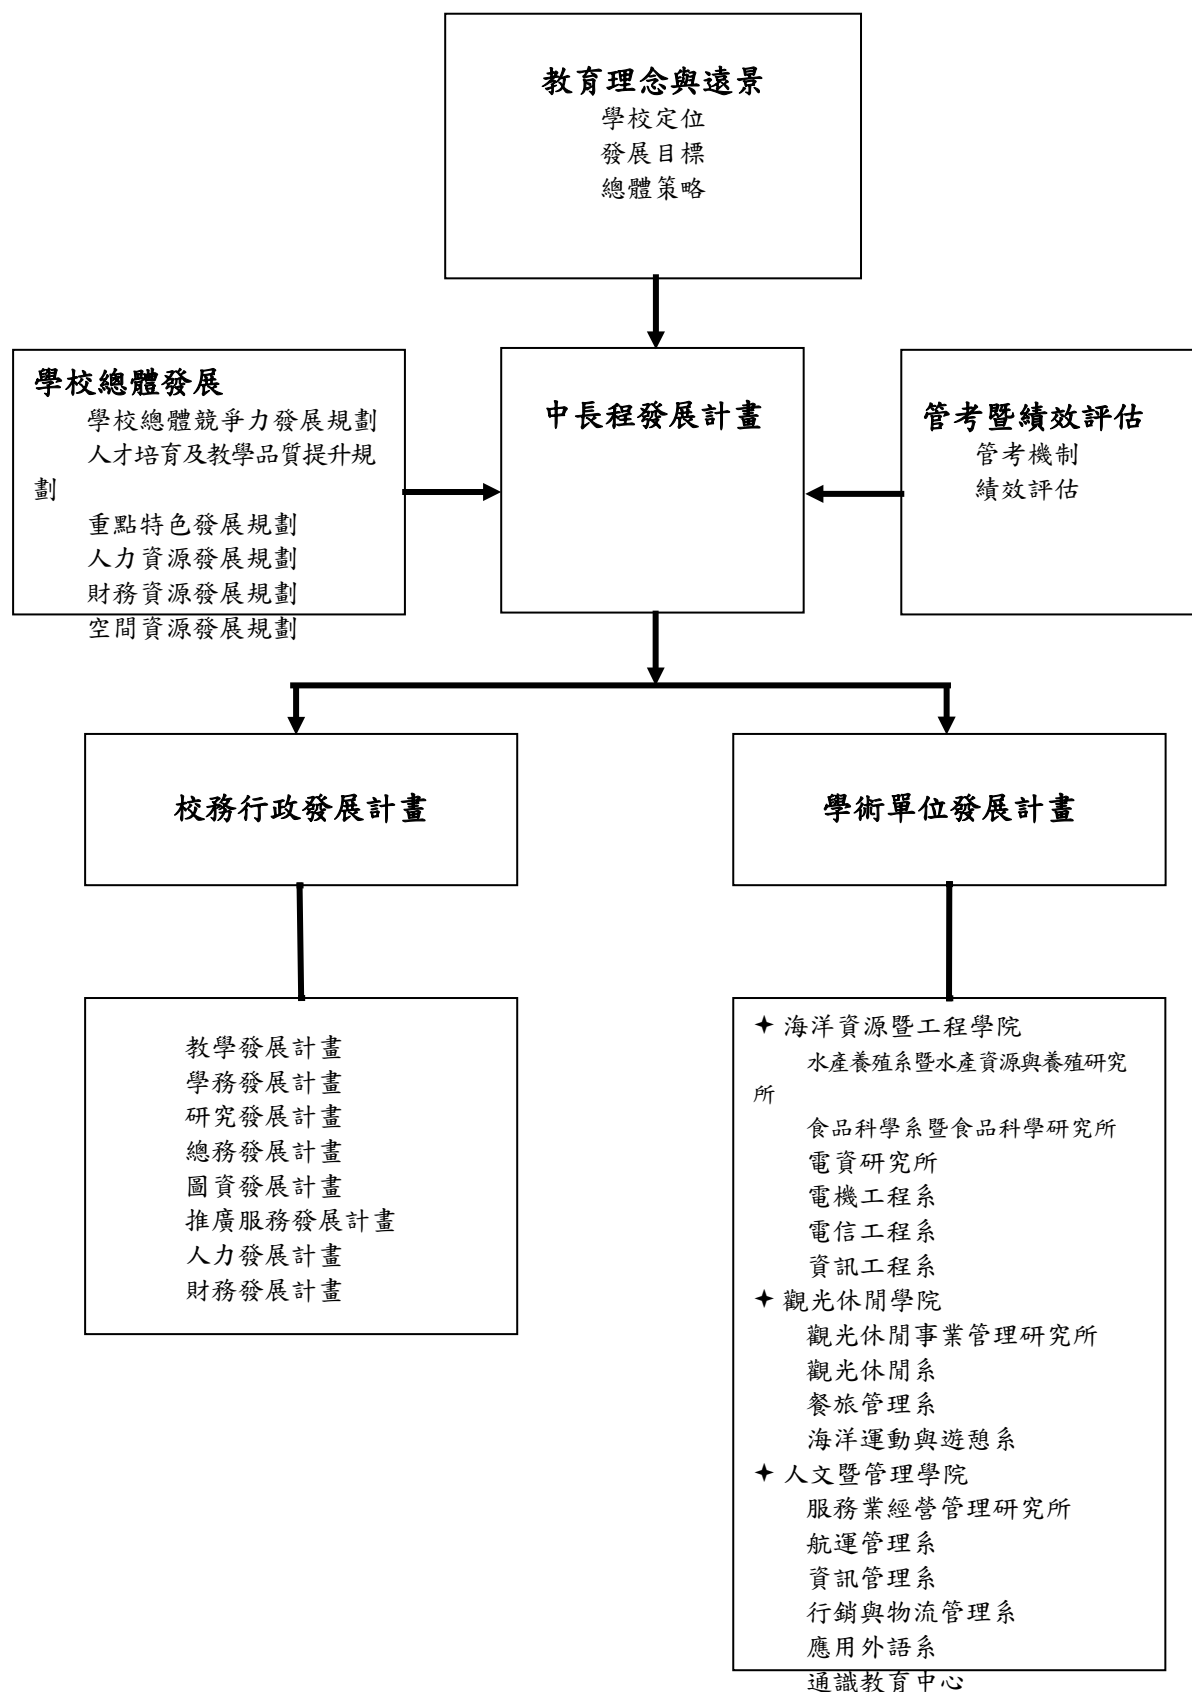 教育理念與遠景
學校定位
發展目標
總體策略
學校總體發展
學校總體競爭力發展規劃
人才培育及教學品質提升規
劃
重點特色發展規劃
人力資源發展規劃
財務資源發展規劃
空間資源發展規劃
中長程發展計畫
管考暨績效評估
管考機制
績效評估
校務行政發展計畫
學術單位發展計畫
教學發展計畫
學務發展計畫
研究發展計畫
總務發展計畫
圖資發展計畫
推廣服務發展計畫
人力發展計畫
財務發展計畫
✦ 海洋資源暨工程學院
水產養殖系暨水產資源與養殖研究
所
食品科學系暨食品科學研究所
電資研究所
電機工程系
電信工程系
資訊工程系
✦ 觀光休閒學院
觀光休閒事業管理研究所
觀光休閒系
餐旅管理系
海洋運動與遊憩系
✦ 人文暨管理學院
服務業經營管理研究所
航運管理系
資訊管理系
行銷與物流管理系
應用外語系
通識教育中心